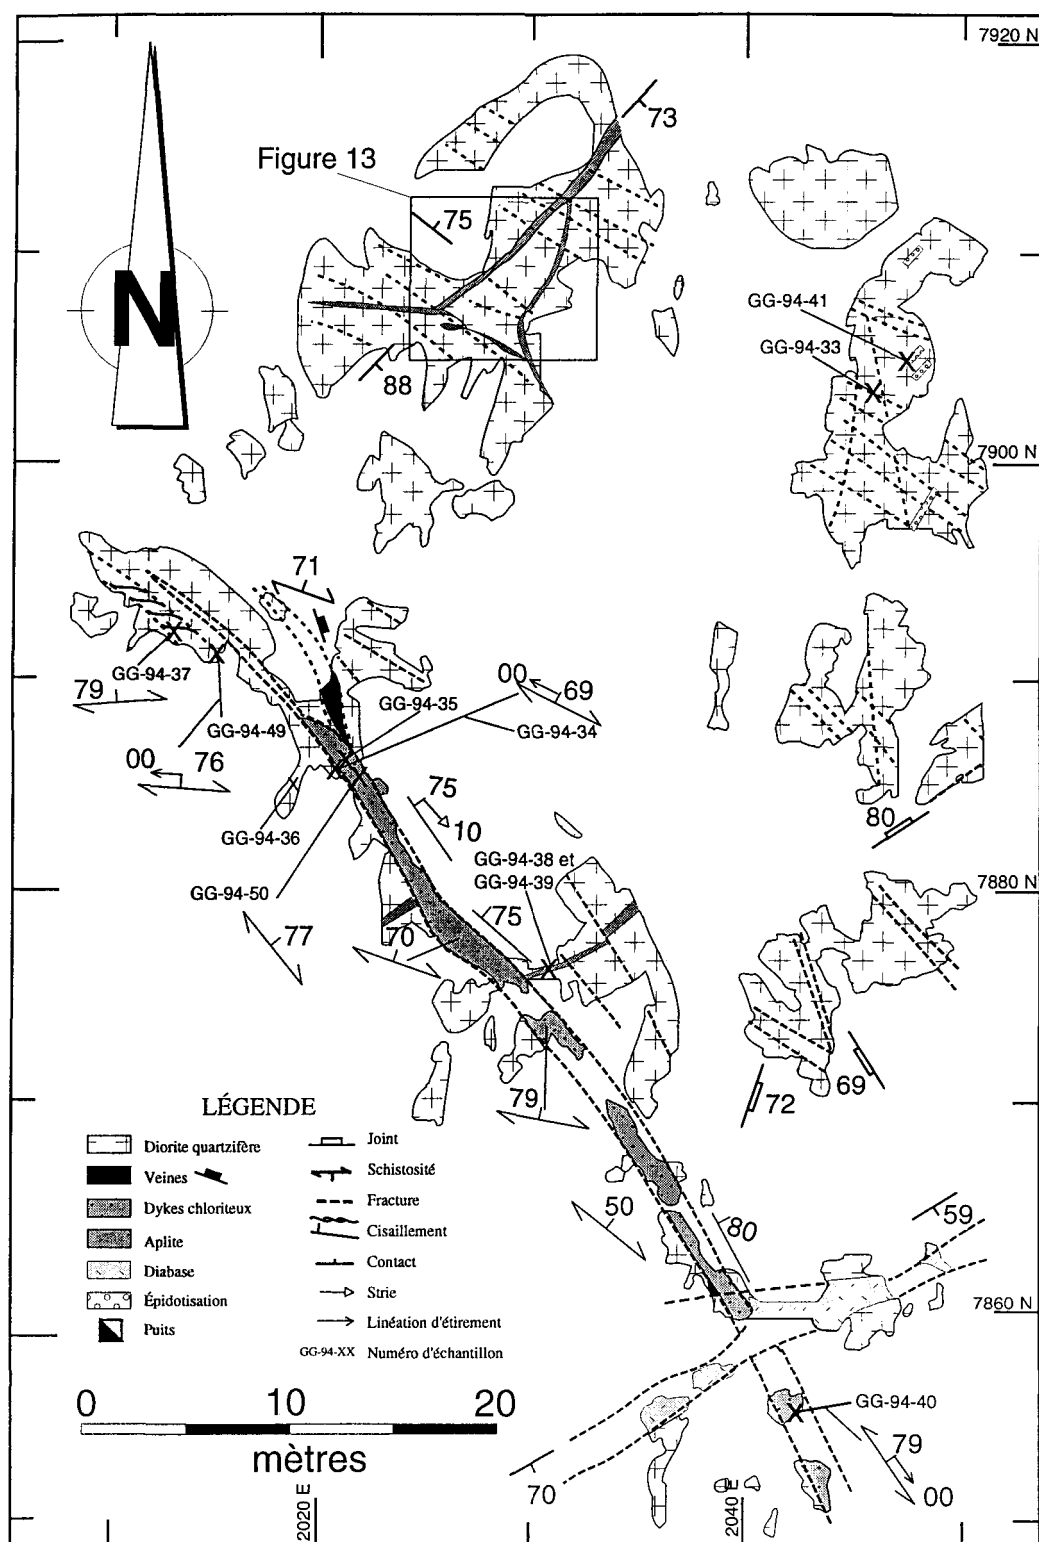 7920 N
73
Figure 13
75
N
GG-94-41
GG-94-33
88
7900 N
71
GG-94-37
79
GG-94-49
GG-94-35
00
69
GG-94-34
00
76
75
10
GG-94-36
GG-94-38 et
GG-94-39
80
GG-94-50
7880 N
75
77
70
79
69
72
LÉGENDE
Diorite quartzifère
Veines
Dykes chloriteux
Aplite
Diabase
Épidotisation
Puits
Joint
Schistosité
Fracture
Cisaillement
Contact
Strie
Linéation d'étirement
GG-94-XX Numéro d'échantillon
50
80
59
7860 N
0 10 20
mètres
GG-94-40
79
00
70
2020 E
2040 E